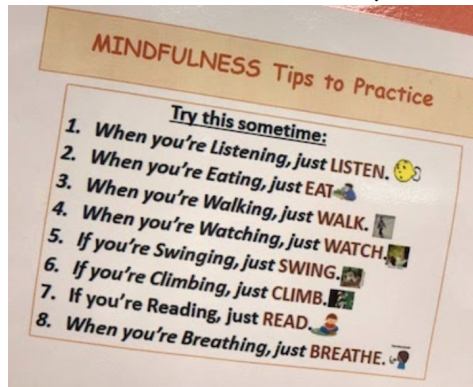 MINDFULNESS Tips to Practice
Try this sometime:
1. When you're Listening, just LISTEN.
2. When you're Eating, just EAT
3. When you're Walking, just WALK.
4. When you're Watching, just WATCH.
5. If you're Swinging, just SWING.
6. If you're Climbing, just CLIMB.
7. If you're Reading, just READ.
8. When you're Breathing, just BREATHE.